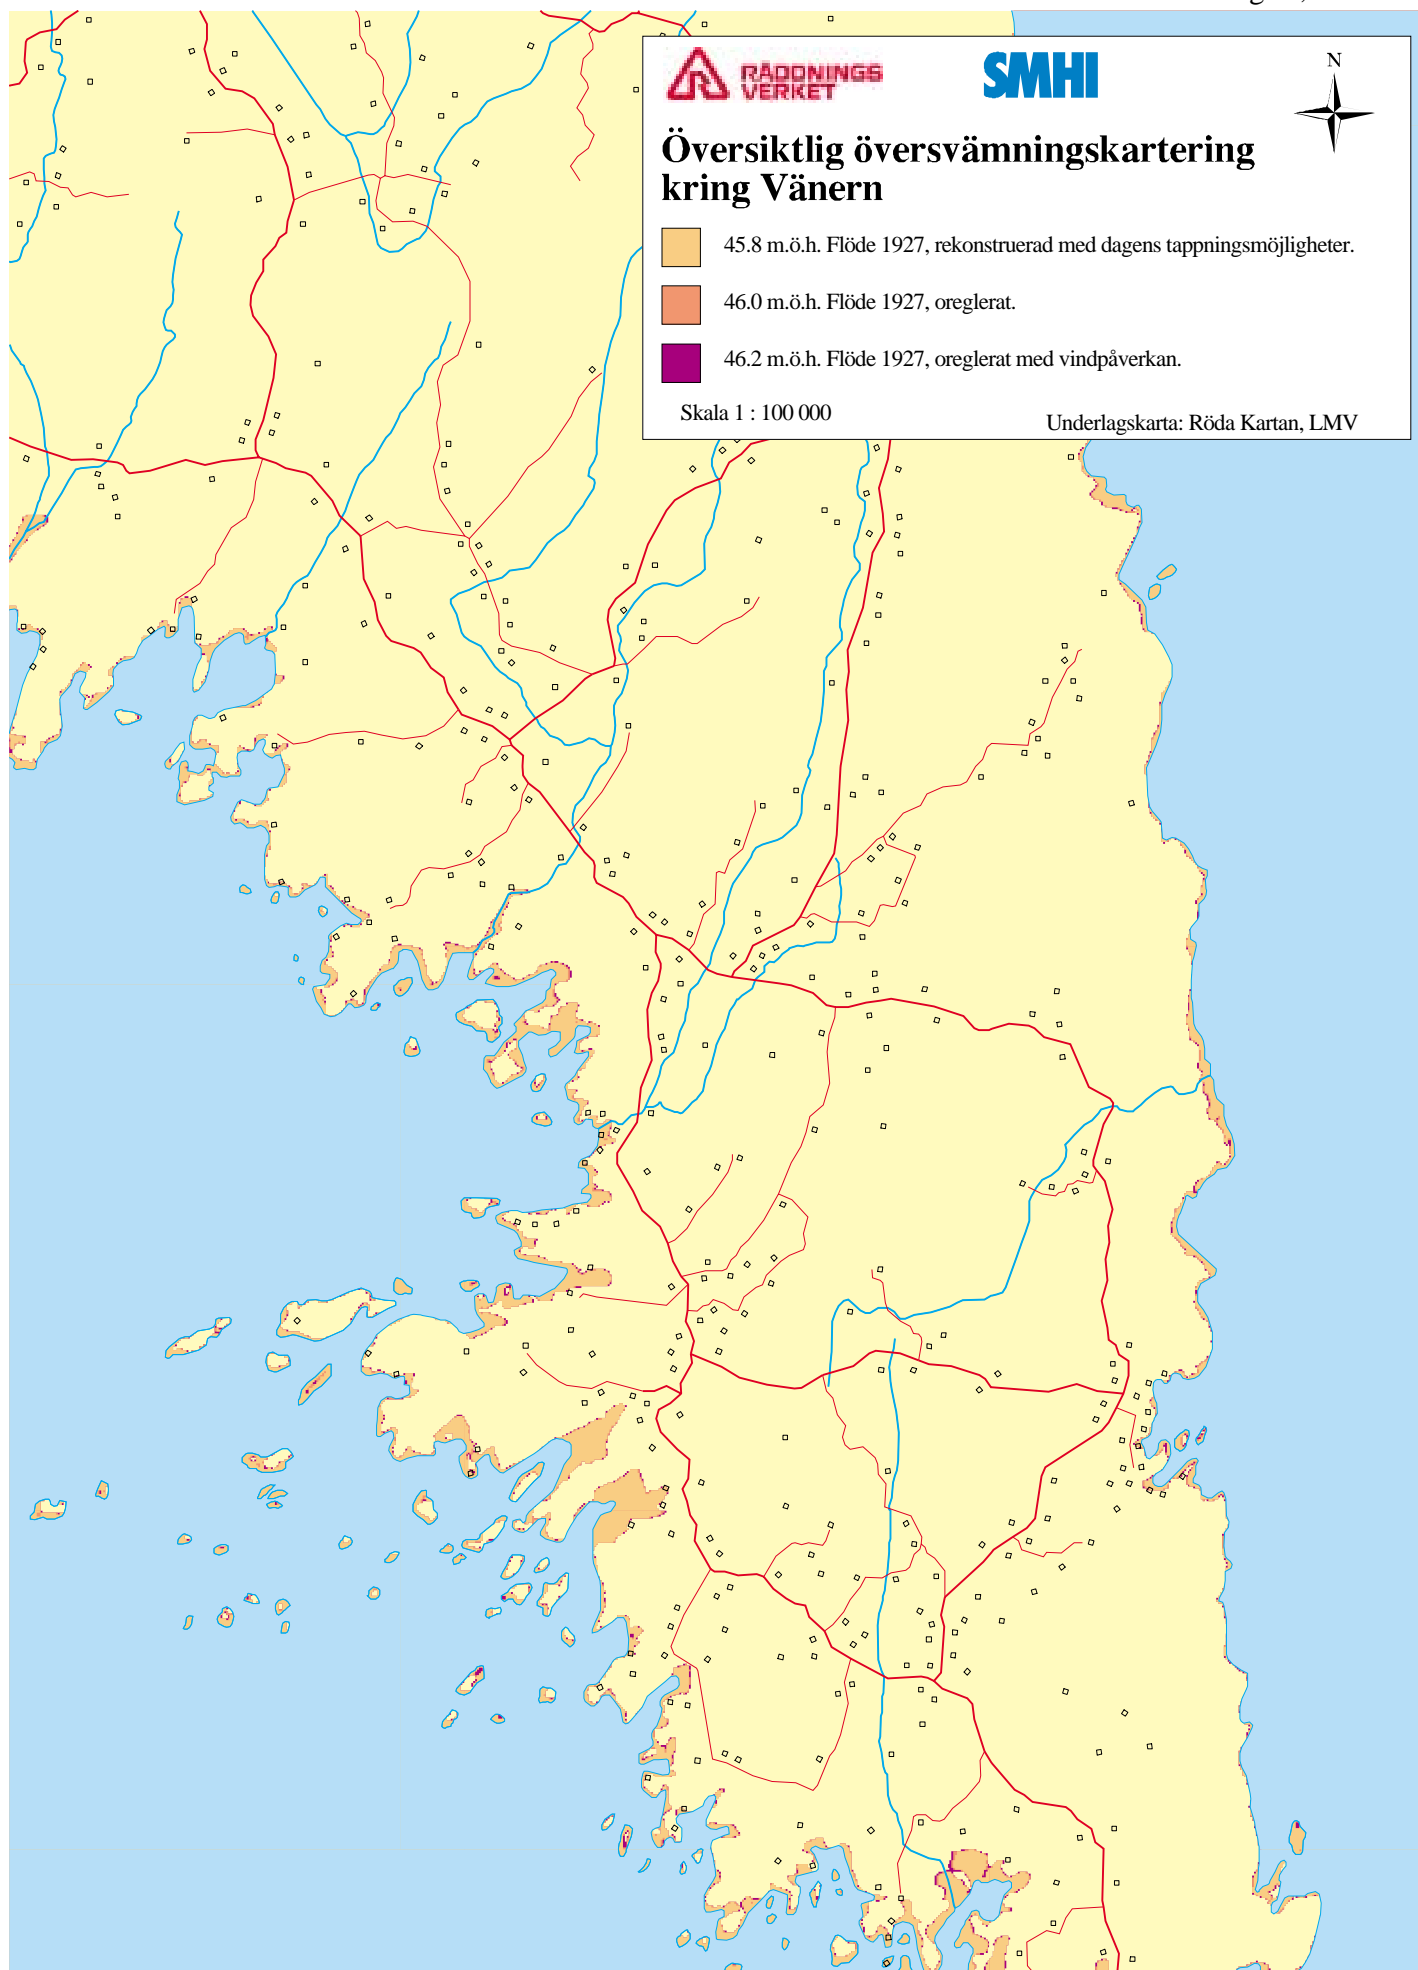 RÄDDNINGS
VERKET
SMHI
N
Översiktlig översvämningskartering
kring Vänern
45.8 m.ö.h. Flöde 1927, rekonstruerad med dagens tappningsmöjligheter.
46.0 m.ö.h. Flöde 1927, oreglerat.
46.2 m.ö.h. Flöde 1927, oreglerat med vindpåverkan.
Skala 1 : 100 000
Underlagskarta: Röda Kartan, LMV